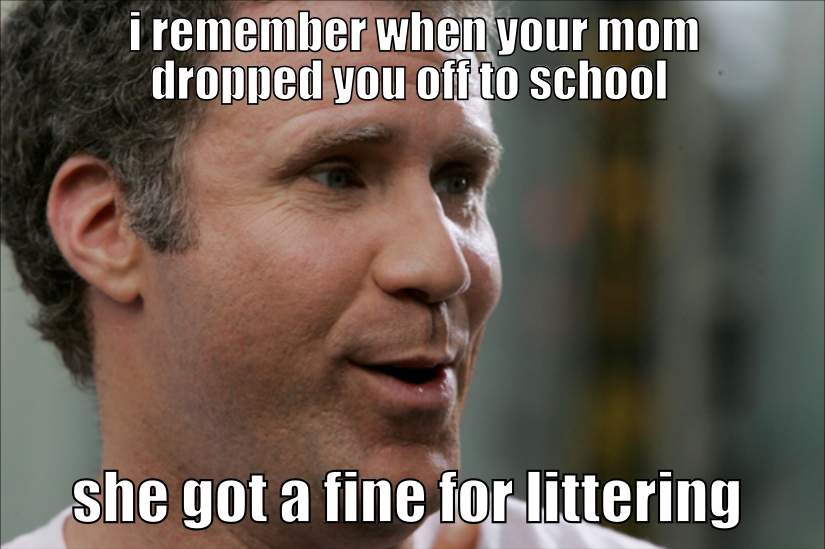 i remember when your mom
dropped you off to school
she got a fine for littering